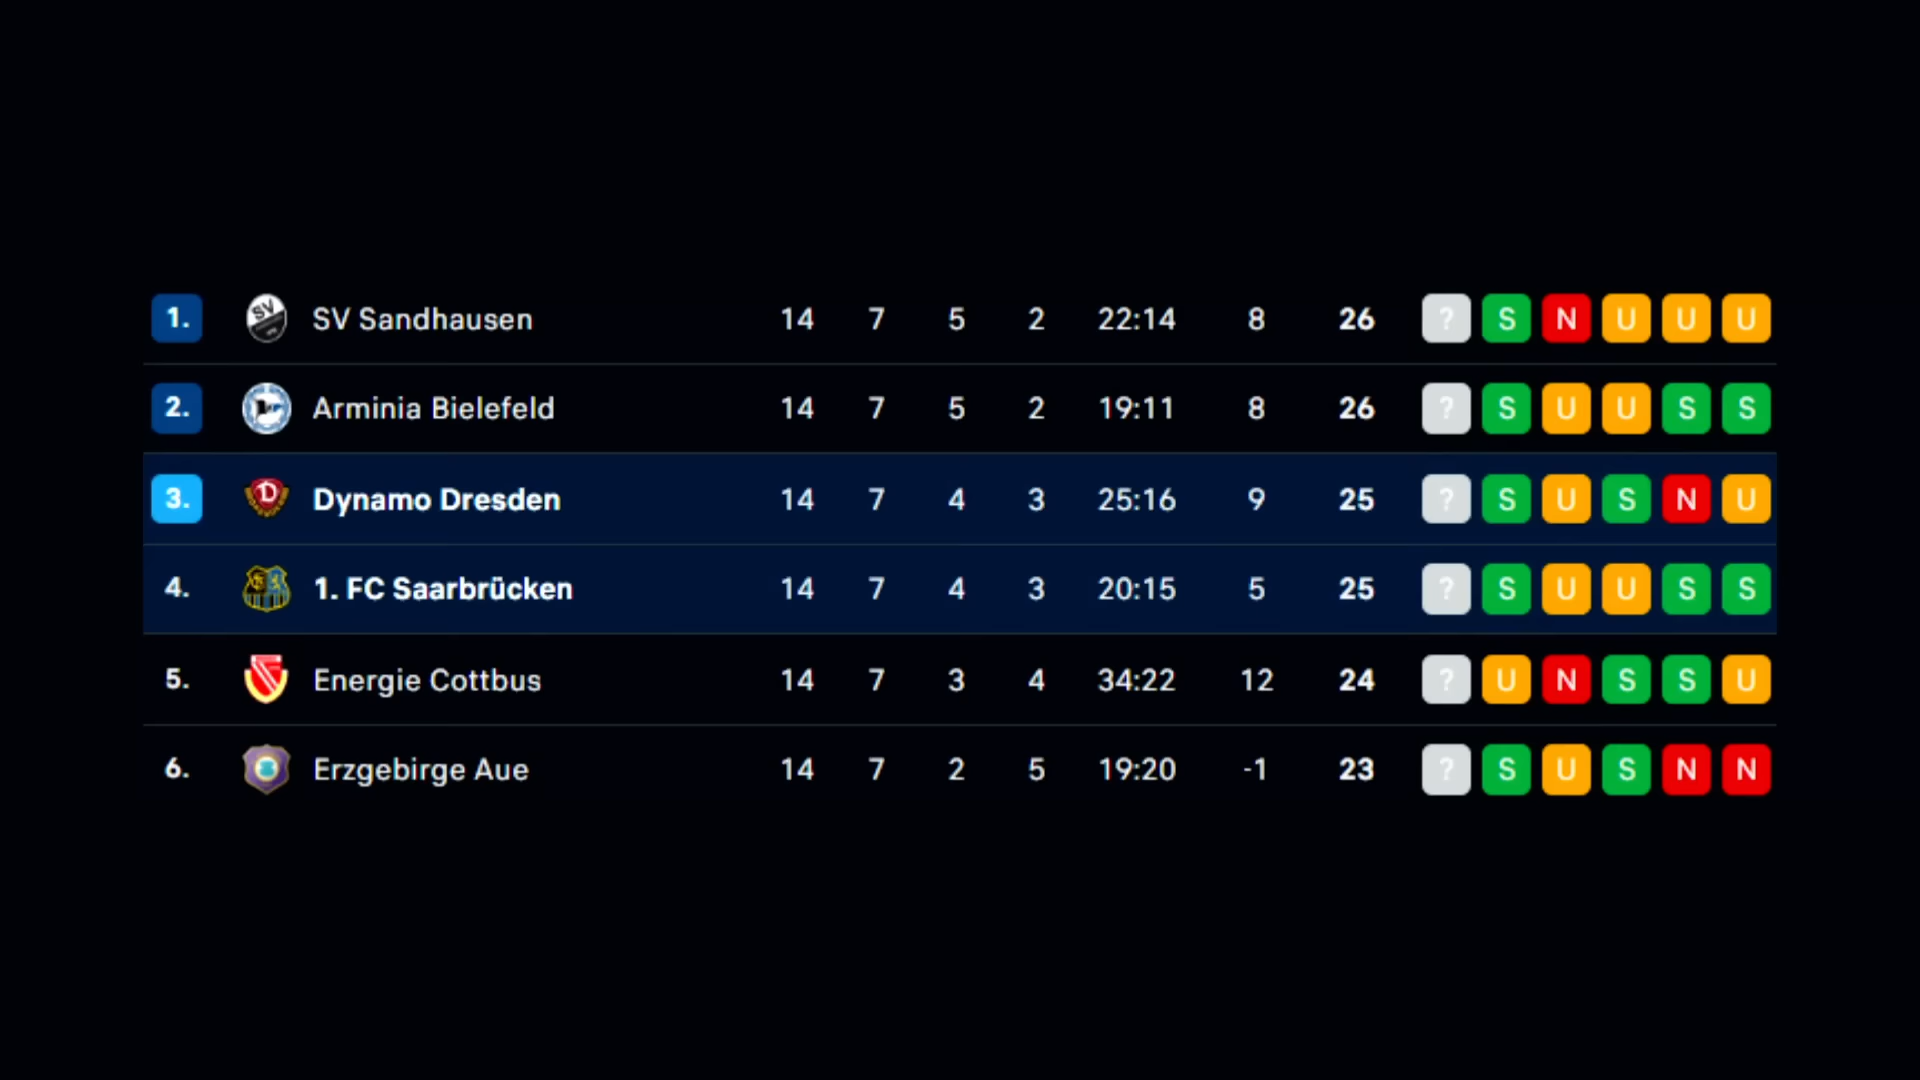 1. SV Sandhausen 14 7 5 2 22:14 8 26 ? S N U U U
2. Arminia Bielefeld 14 7 5 2 19:11 8 26 ? S U U S S
3. Dynamo Dresden 14 7 4 3 25:16 9 25 ? S U S N U
4. 1. FC Saarbrücken 14 7 4 3 20:15 5 25 ? S U U S S
5. Energie Cottbus 14 7 3 4 34:22 12 24 ? U N S S U
6. Erzgebirge Aue 14 7 2 5 19:20 -1 23 ? S U S N N